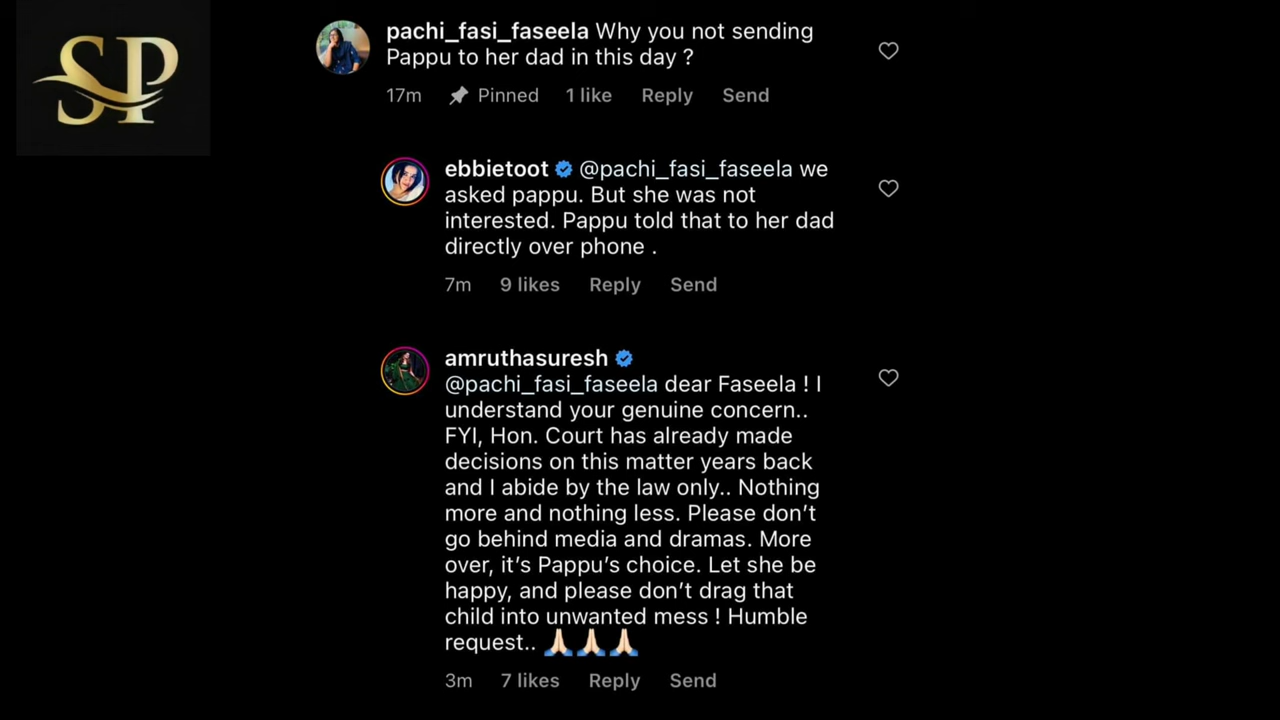 SP
pachi_fasi_faseela Why you not sending
Pappu to her dad in this day ?
17m Pinned 1 like Reply Send
ebbietoot @pachi_fasi_faseela we
asked pappu. But she was not
interested. Pappu told that to her dad
directly over phone .
7m 9 likes Reply Send
amruthasuresh
@pachi_fasi_faseela dear Faseela ! I
understand your genuine concern..
FYI, Hon. Court has already made
decisions on this matter years back
and I abide by the law only.. Nothing
more and nothing less. Please don’t
go behind media and dramas. More
over, it’s Pappu’s choice. Let she be
happy, and please don’t drag that
child into unwanted mess ! Humble
request.. 🙏🏻🙏🏻🙏🏻
3m 7 likes Reply Send